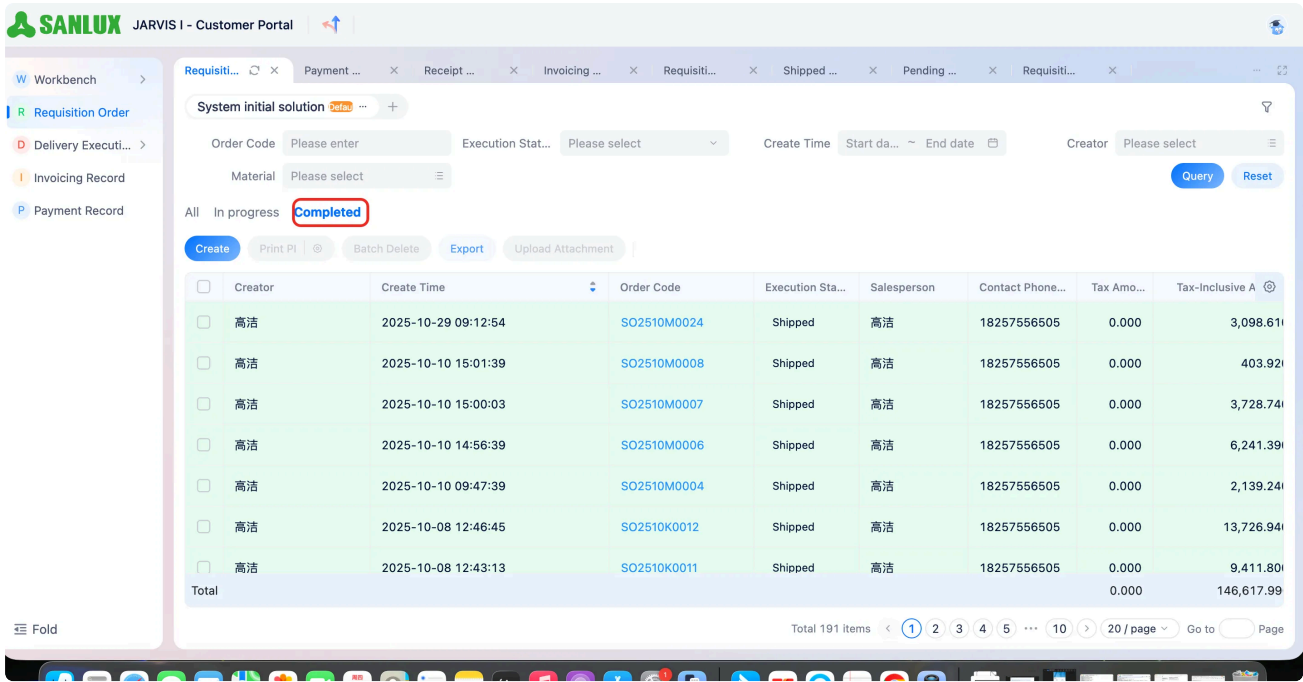 SANLUX JARVIS I - Customer Portal
W Workbench
R Requisition Order
D Delivery Executi...
I Invoicing Record
P Payment Record
Fold
Requisiti... Payment ... Receipt ... Invoicing ... Requisiti... Shipped ... Pending ... Requisiti...
System initial solution Defau ... +
Order Code Please enter Execution Stat... Please select Create Time Start da... ~ End date Creator Please select
Material Please select Query Reset
All In progress Completed
Create Print PI Batch Delete Export Upload Attachment
Creator Create Time Order Code Execution Sta... Salesperson Contact Phone... Tax Amo... Tax-Inclusive A
高洁 2025-10-29 09:12:54 SO2510M0024 Shipped 高洁 18257556505 0.000 3,098.610
高洁 2025-10-10 15:01:39 SO2510M0008 Shipped 高洁 18257556505 0.000 403.920
高洁 2025-10-10 15:00:03 SO2510M0007 Shipped 高洁 18257556505 0.000 3,728.740
高洁 2025-10-10 14:56:39 SO2510M0006 Shipped 高洁 18257556505 0.000 6,241.390
高洁 2025-10-10 09:47:39 SO2510M0004 Shipped 高洁 18257556505 0.000 2,139.240
高洁 2025-10-08 12:46:45 SO2510K0012 Shipped 高洁 18257556505 0.000 13,726.940
高洁 2025-10-08 12:43:13 SO2510K0011 Shipped 高洁 18257556505 0.000 9,411.800
Total 0.000 146,617.99
Total 191 items 1 2 3 4 5 ... 10 20 / page Go to Page